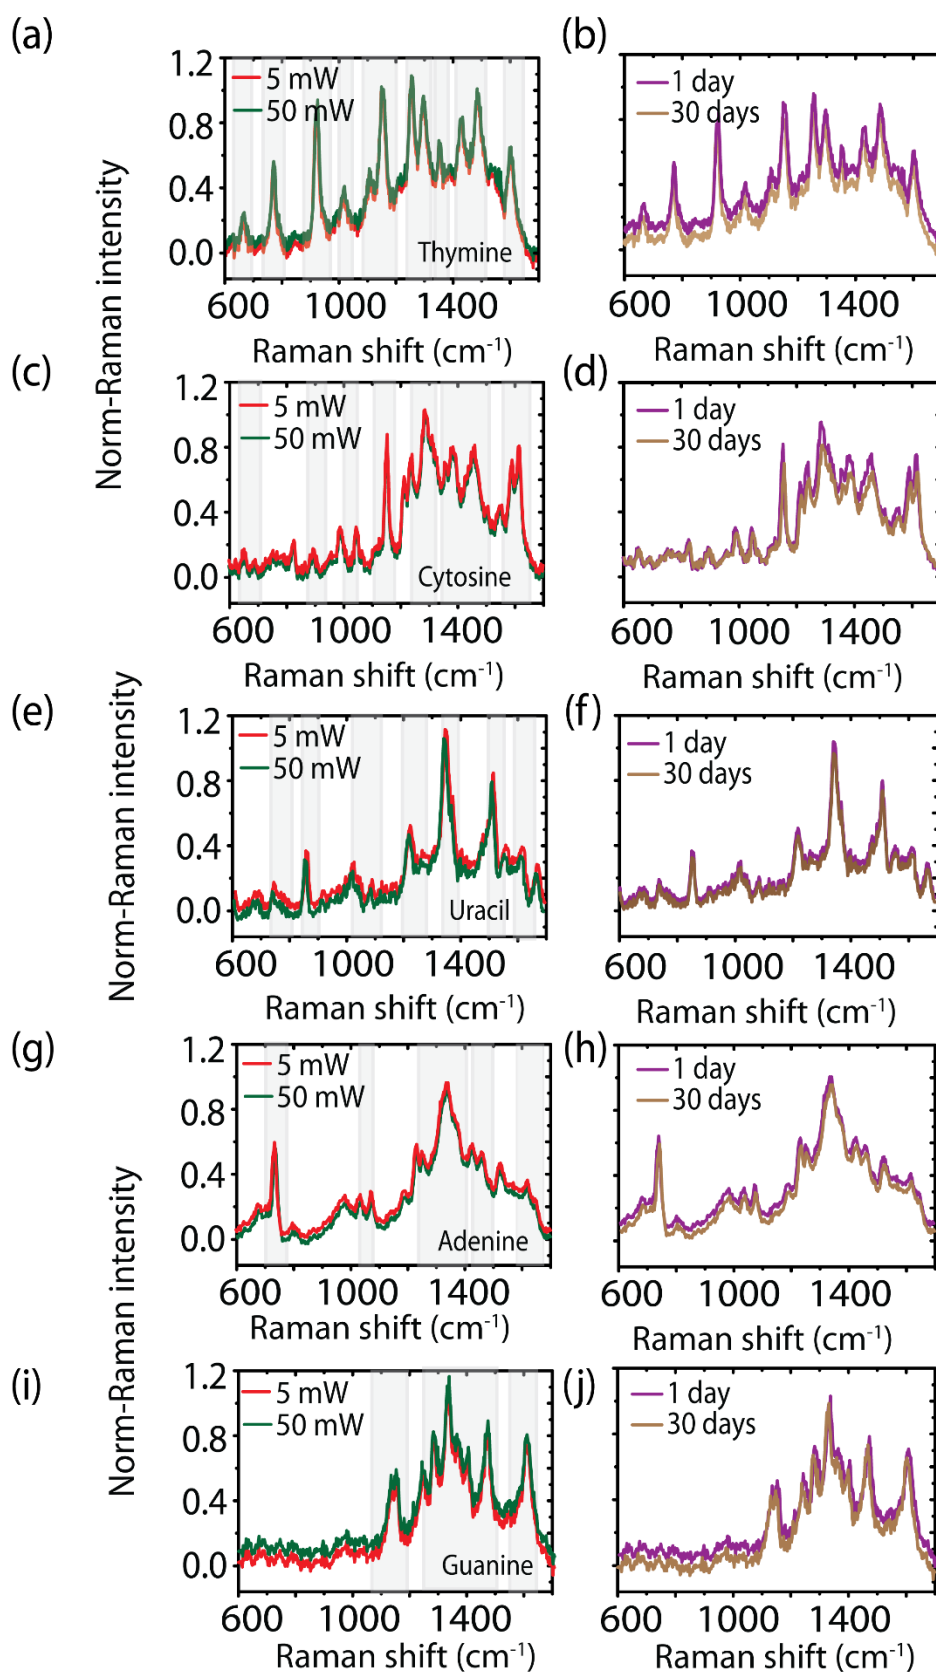 (a)
(b)
Norm-Raman intensity
1.2
0.8
0.4
0.0
5 mW
50 mW
Thymine
1 day
30 days
600 1000 1400
Raman shift (cm-1)
600 1000 1400
Raman shift (cm-1)
(c)
(d)
1.2
0.8
0.4
0.0
5 mW
50 mW
Cytosine
1 day
30 days
600 1000 1400
Raman shift (cm-1)
600 1000 1400
Raman shift (cm-1)
(e)
(f)
Norm-Raman intensity
1.2
0.8
0.4
0.0
5 mW
50 mW
Uracil
1 day
30 days
600 1000 1400
Raman shift (cm-1)
600 1000 1400
Raman shift (cm-1)
(g)
(h)
Norm-Raman intensity
1.2
0.8
0.4
0.0
5 mW
50 mW
Adenine
1 day
30 days
600 1000 1400
Raman shift (cm-1)
600 1000 1400
Raman shift (cm-1)
(i)
(j)
1.2
0.8
0.4
0.0
5 mW
50 mW
Guanine
1 day
30 days
600 1000 1400
Raman shift (cm-1)
600 1000 1400
Raman shift (cm-1)